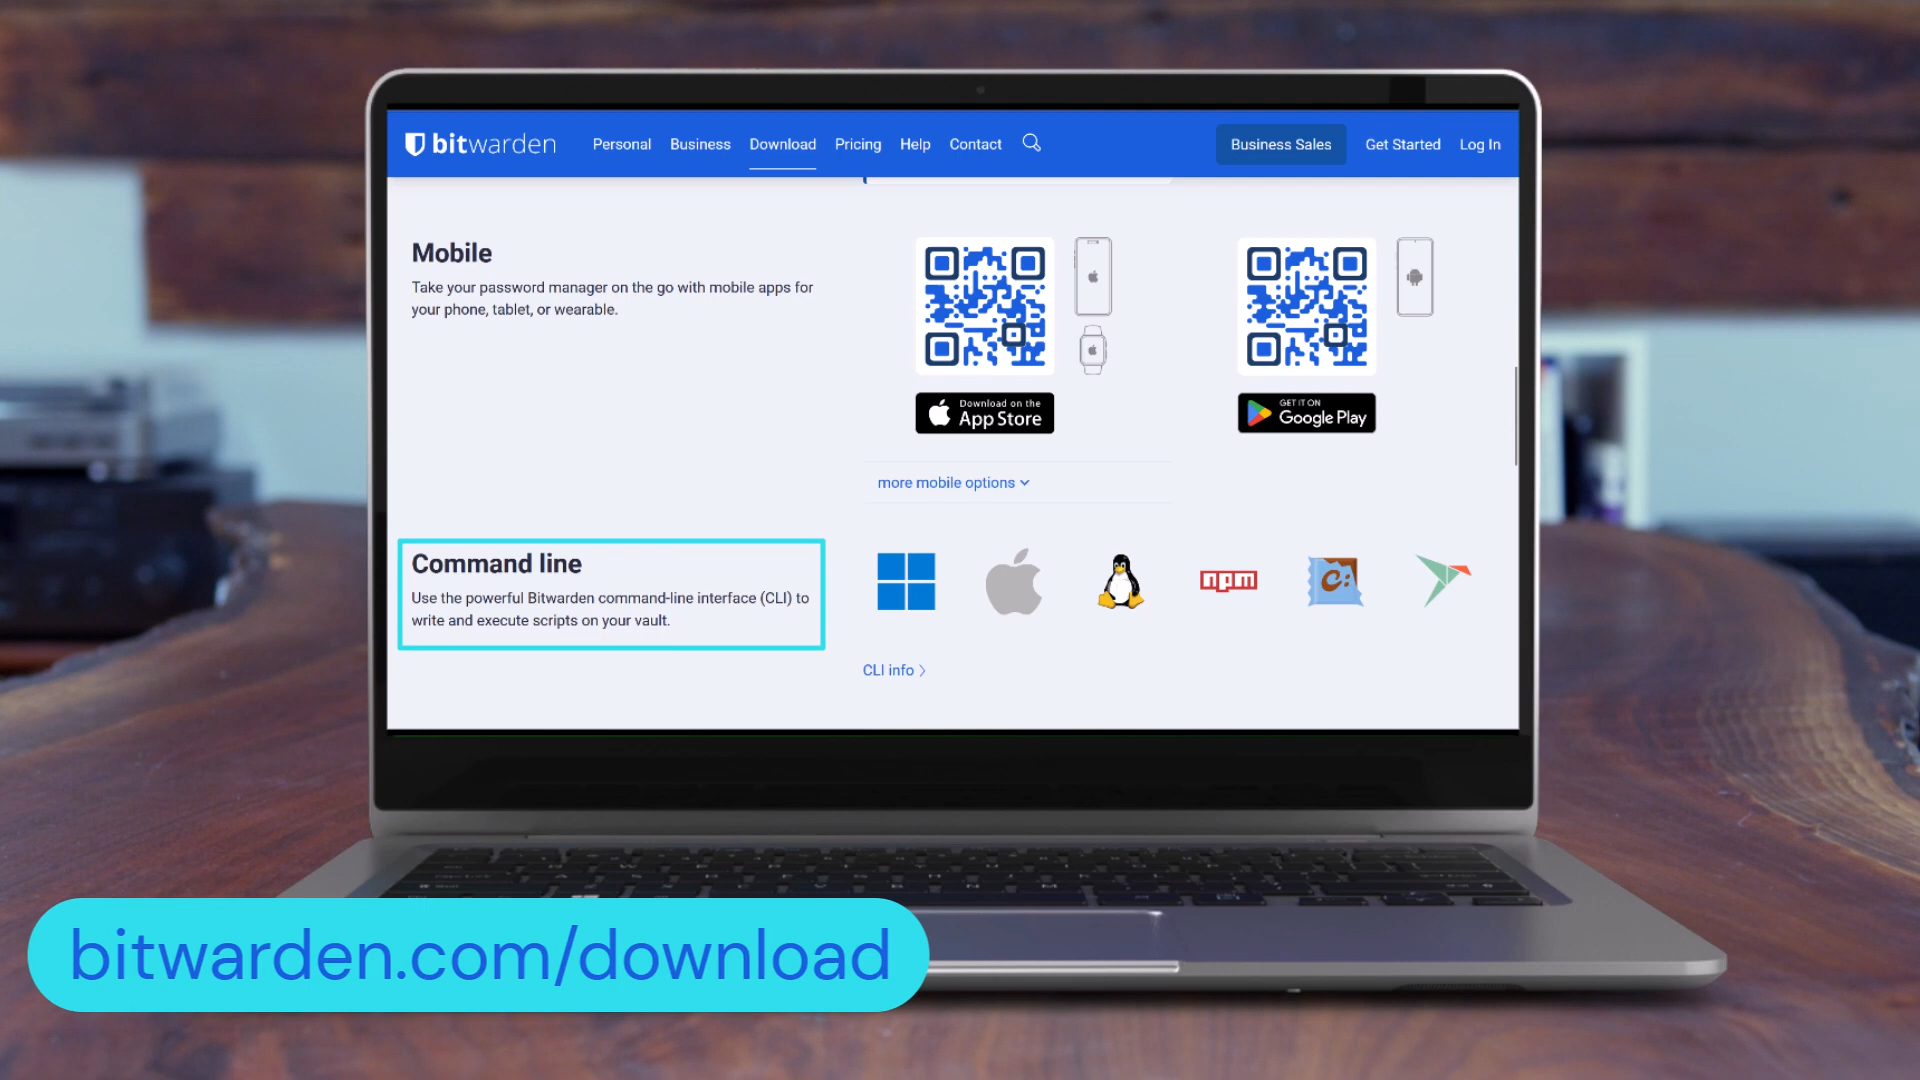 bitwarden
Personal Business Download Pricing Help Contact
Business Sales Get Started Log In
Mobile
Take your password manager on the go with mobile apps for
your phone, tablet, or wearable.
Download on the
App Store
GET IT ON
Google Play
more mobile options
Command line
Use the powerful Bitwarden command-line interface (CLI) to
write and execute scripts on your vault.
npm
C:
CLI info
bitwarden.com/download